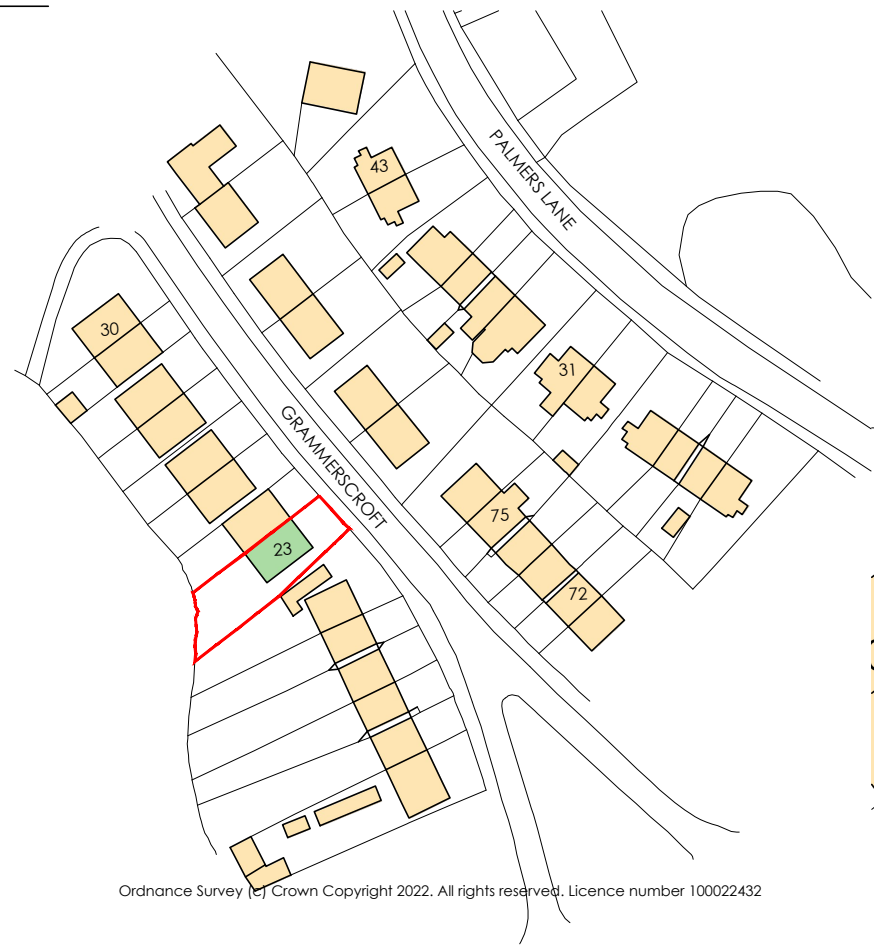 PALMERS LANE
43
30
31
GRAMMERSCROFT
75
23
72
Ordnance Survey (c) Crown Copyright 2022. All rights reserved. Licence number 100022432